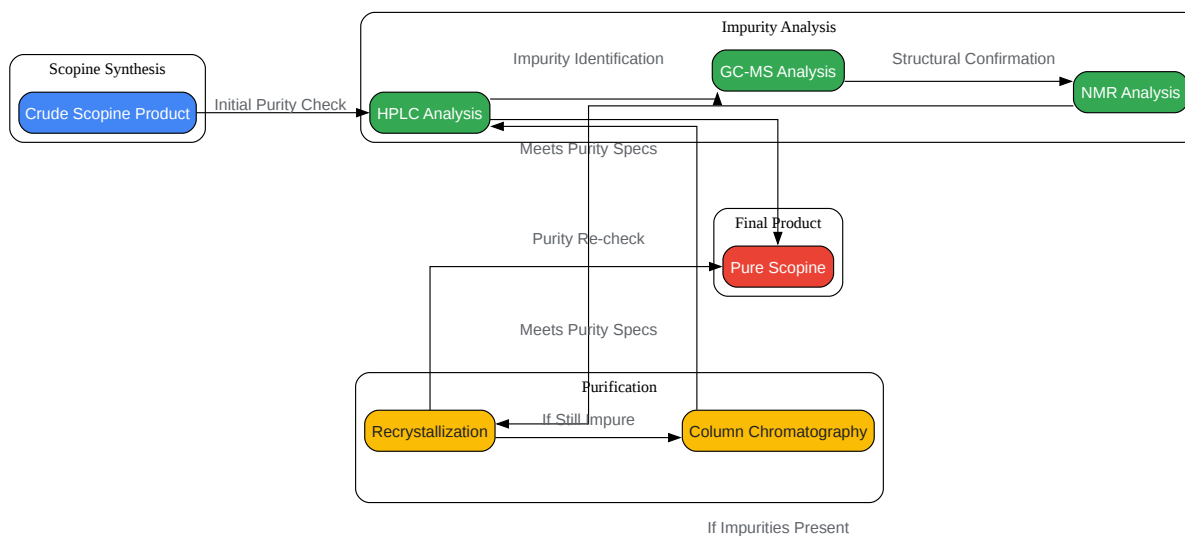 Impurity Analysis
Scopine Synthesis
Impurity Identification
GC-MS Analysis
Structural Confirmation
Crude Scopine Product
Initial Purity Check
HPLC Analysis
NMR Analysis
Meets Purity Specs
Final Product
Purity Re-check
Pure Scopine
Meets Purity Specs
Purification
Recrystallization
If Still Impure
Column Chromatography
If Impurities Present